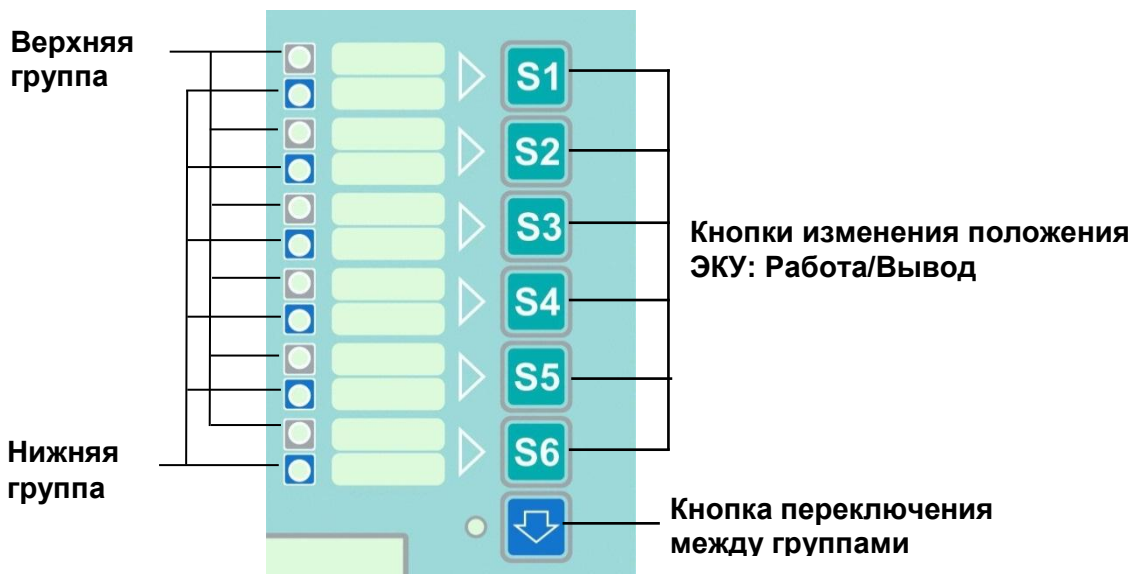 Верхняя
группа
S1
S2
S3
Кнопки изменения положения
ЭКУ: Работа/Вывод
S4
S5
Нижняя
группа
S6
Кнопка переключения
между группами